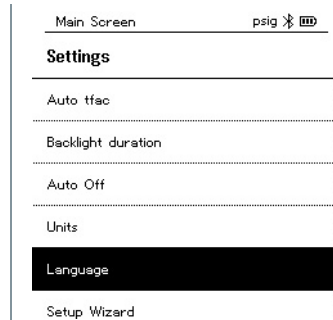 Main Screen psig
Settings
Auto tfac
Backlight duration
Auto Off
Units
Language
Setup Wizard